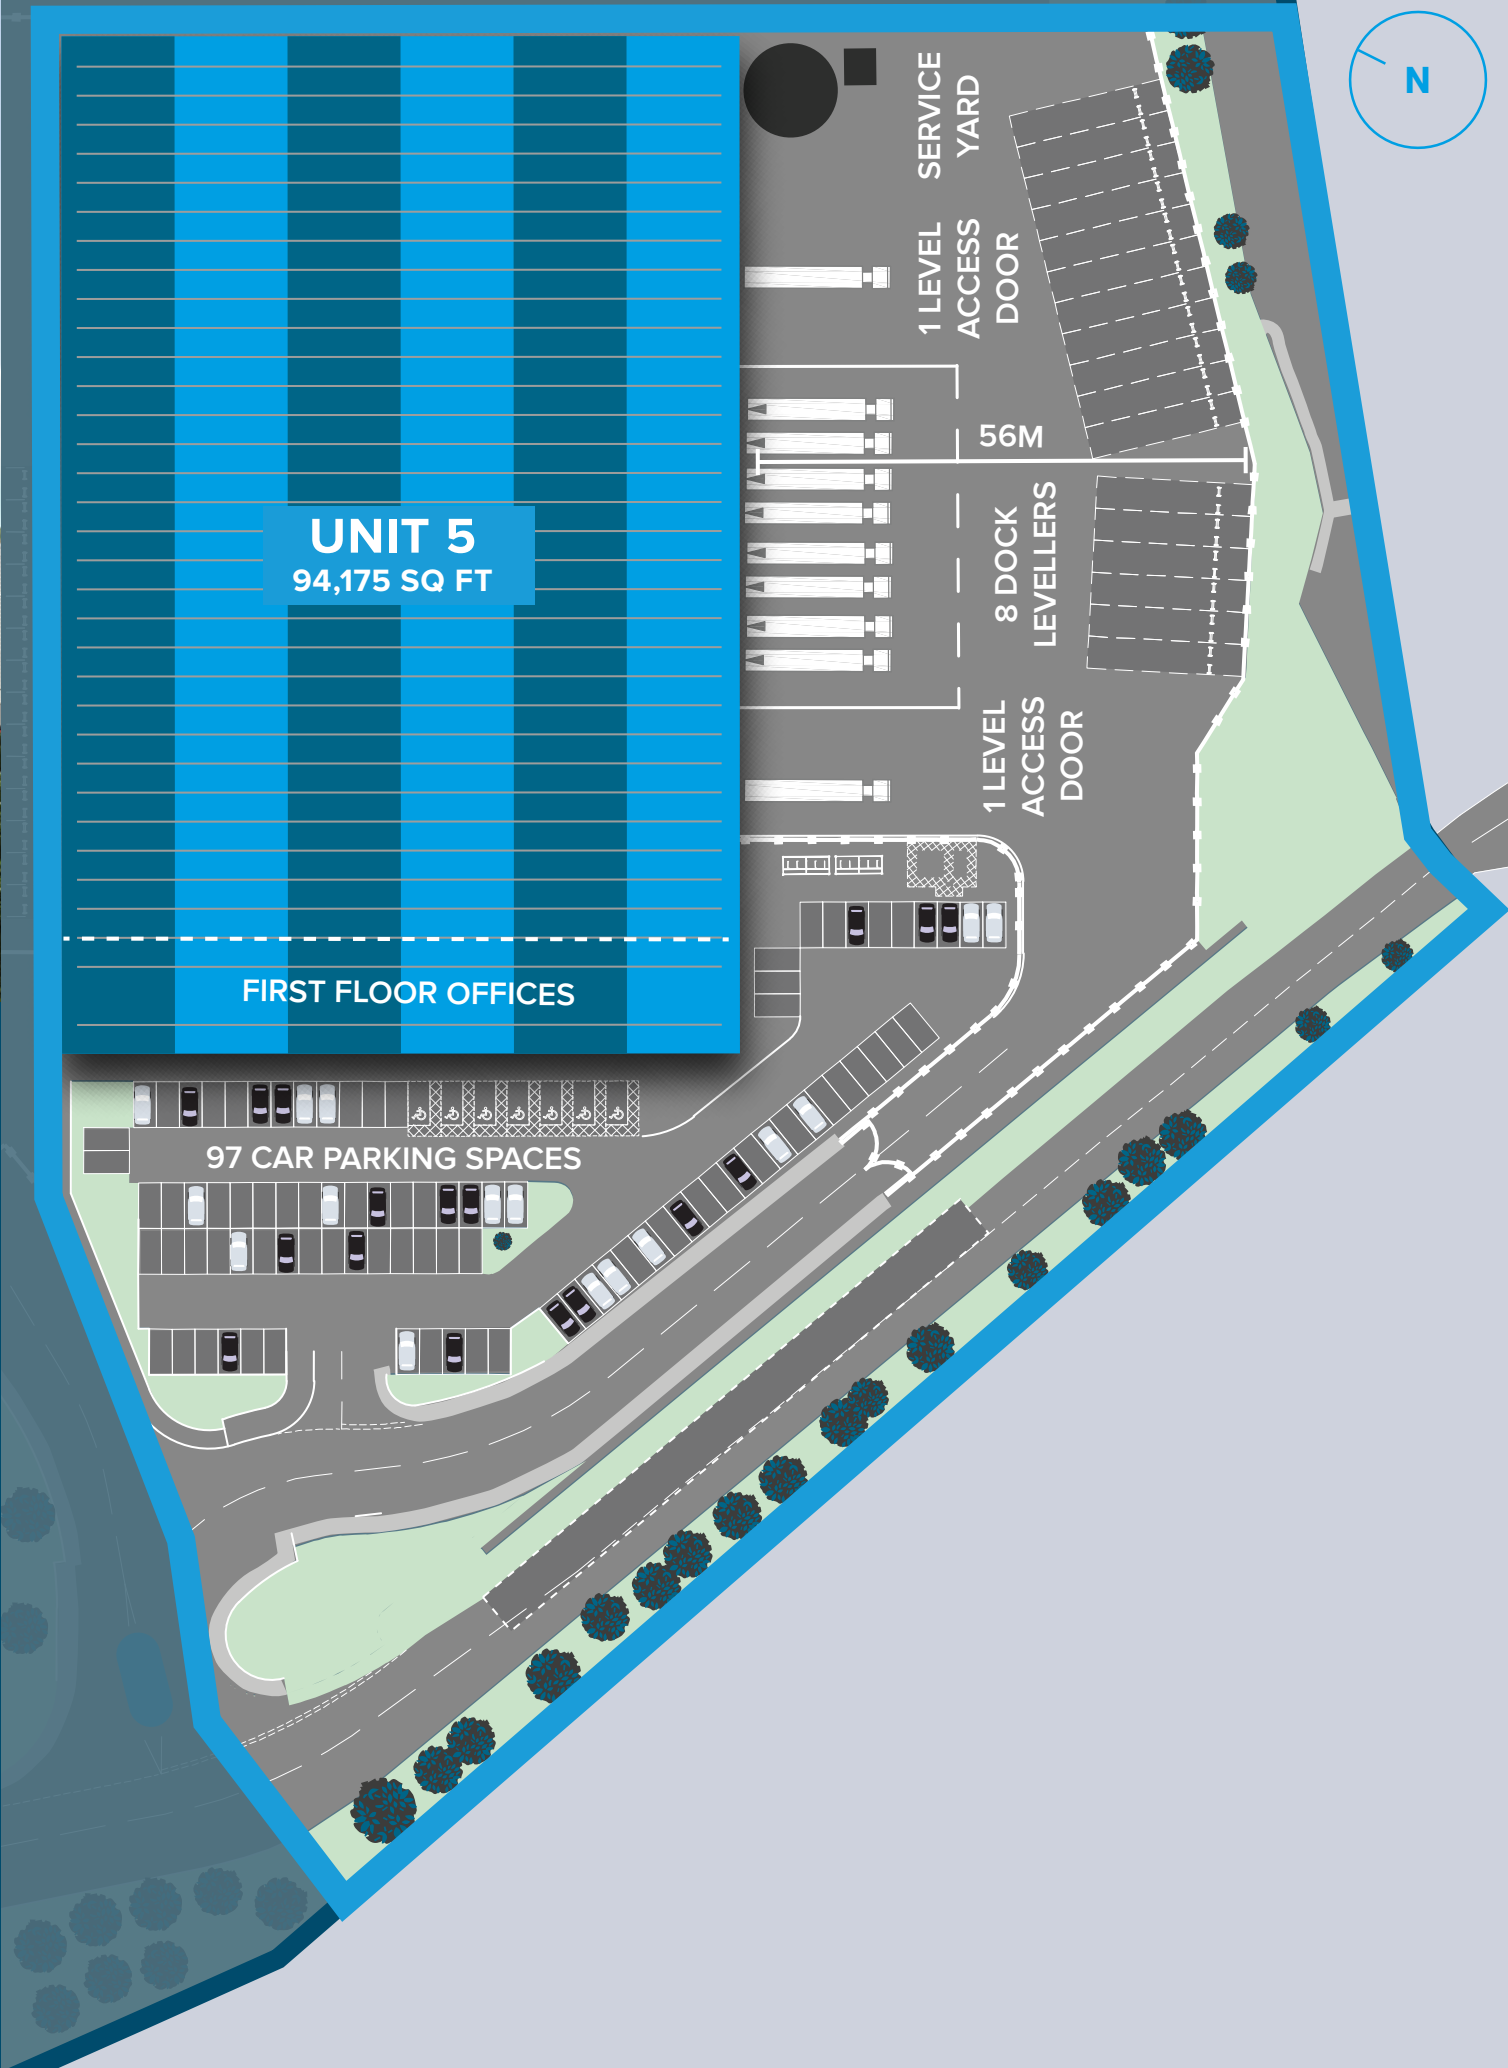 N
SERVICE
YARD
1 LEVEL
ACCESS
DOOR
56M
UNIT 5
94,175 SQ FT
8 DOCK
LEVELLERS
1 LEVEL
ACCESS
DOOR
FIRST FLOOR OFFICES
97 CAR PARKING SPACES